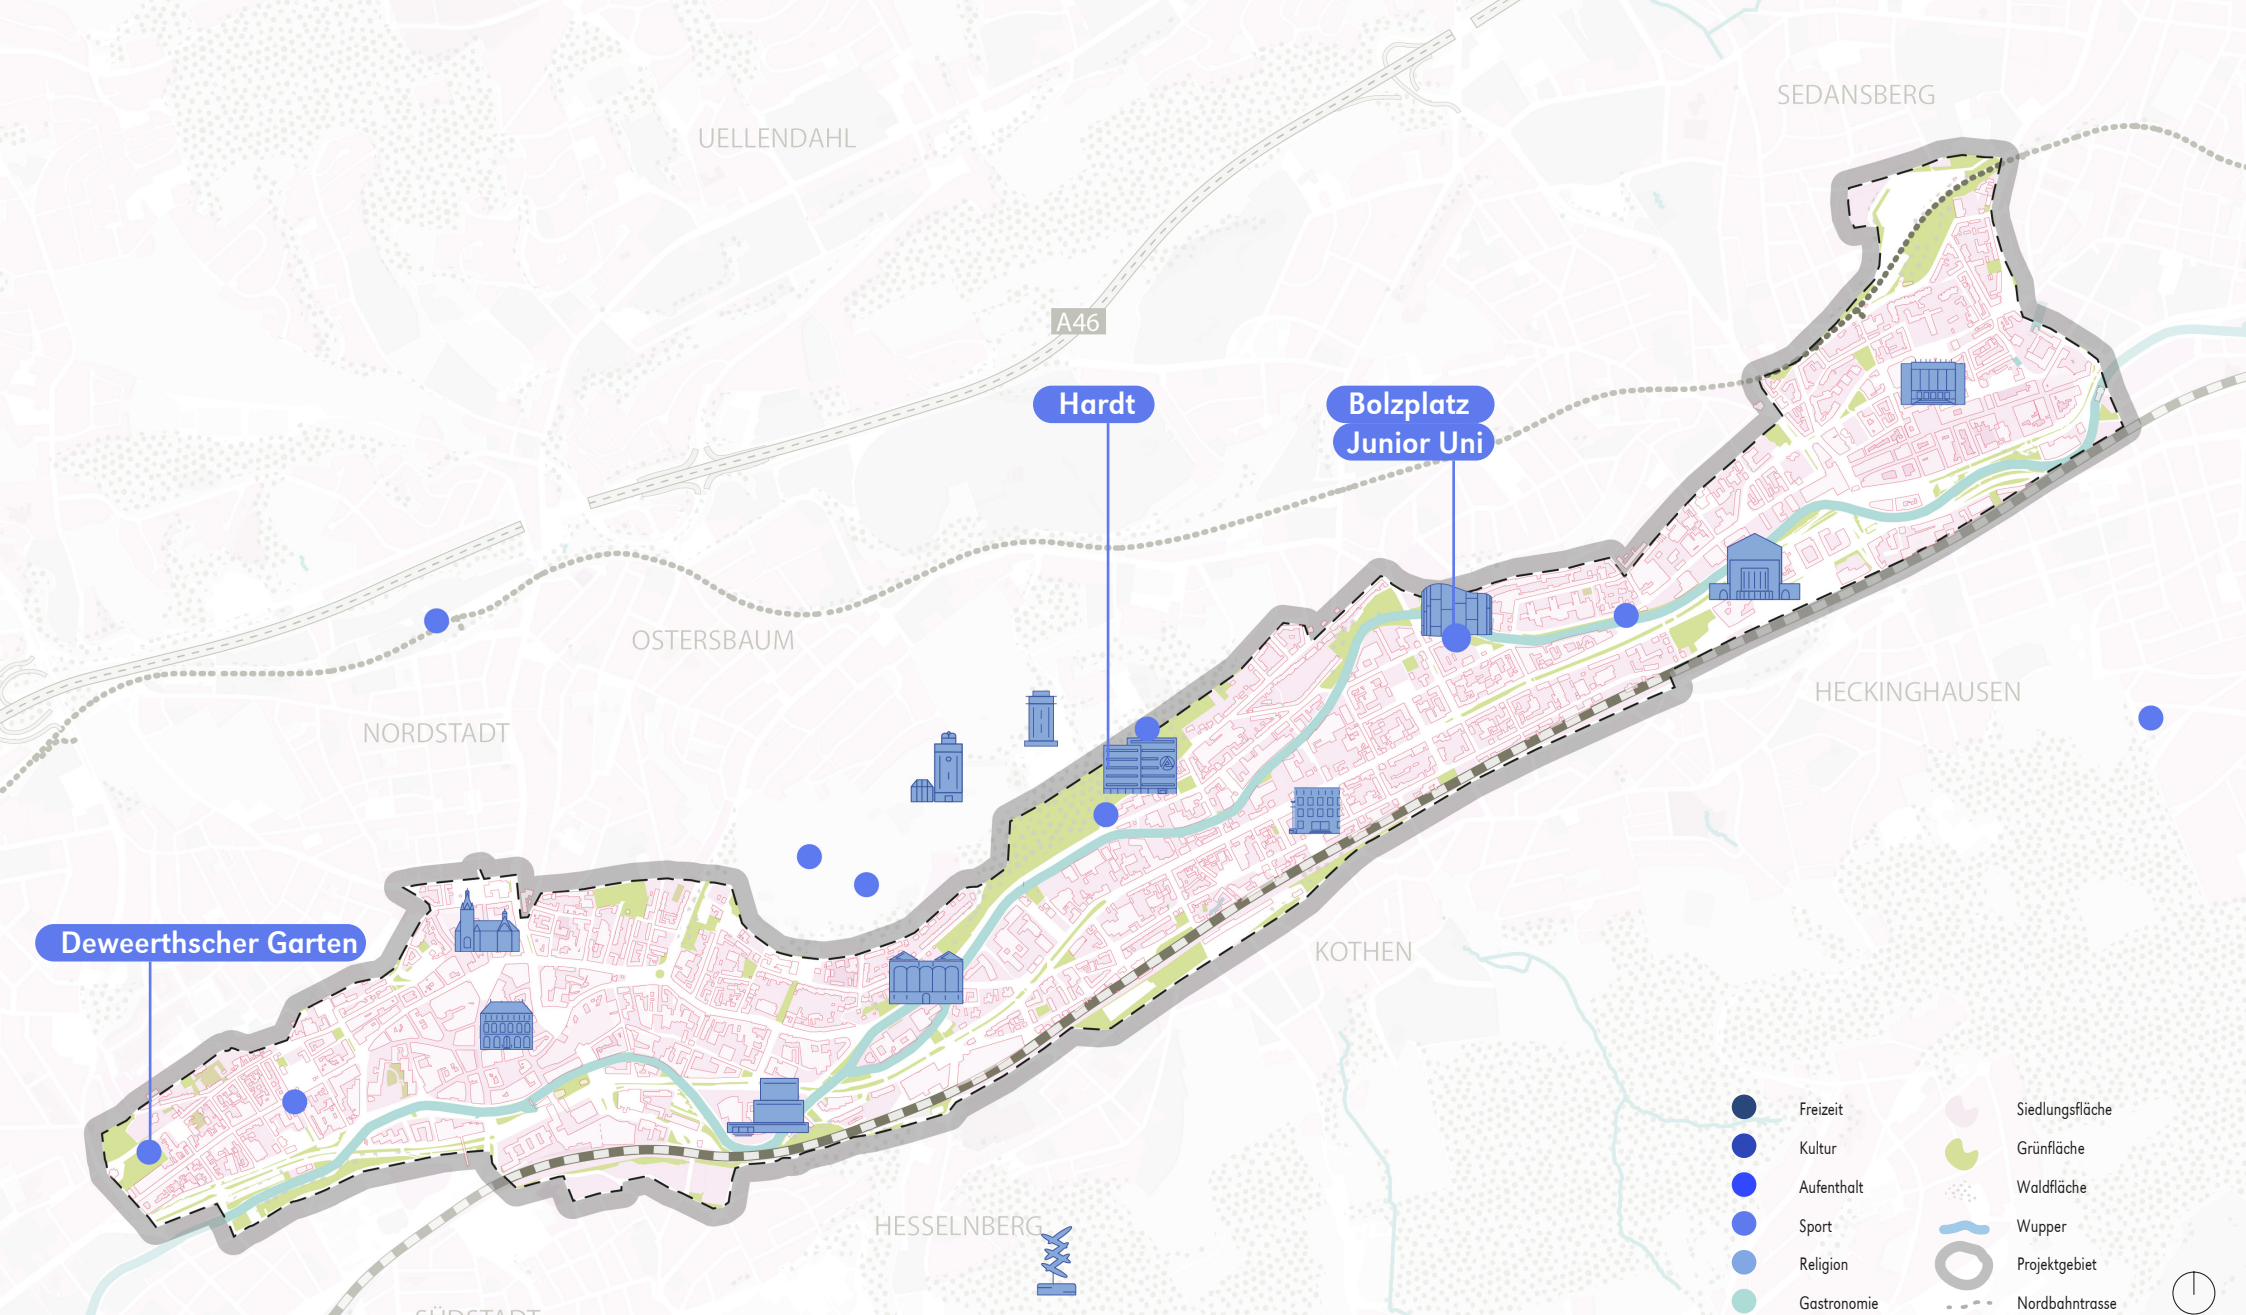 SEDANSBERG
UELLENDAHL
A46
Hardt
Bolzplatz
Junior Uni
OSTERSBAUM
HECKINGHAUSEN
NORDSTADT
Deweerthscher Garten
KOTHEN
HESSELNBERG
SÜDSTADT
Freizeit
Kultur
Aufenthalt
Sport
Religion
Gastronomie
Siedlungsfläche
Grünfläche
Waldfläche
Wupper
Projektgebiet
Nordbahntrasse